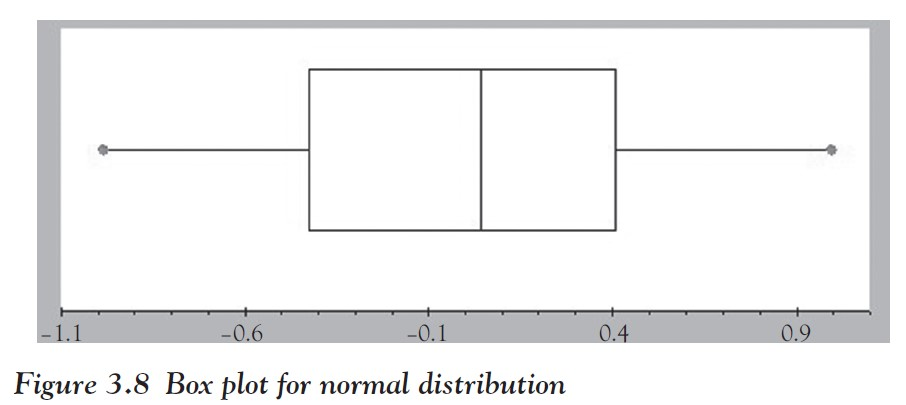 -1.1 -0.6 -0.1 0.4 0.9
Figure 3.8 Box plot for normal distribution